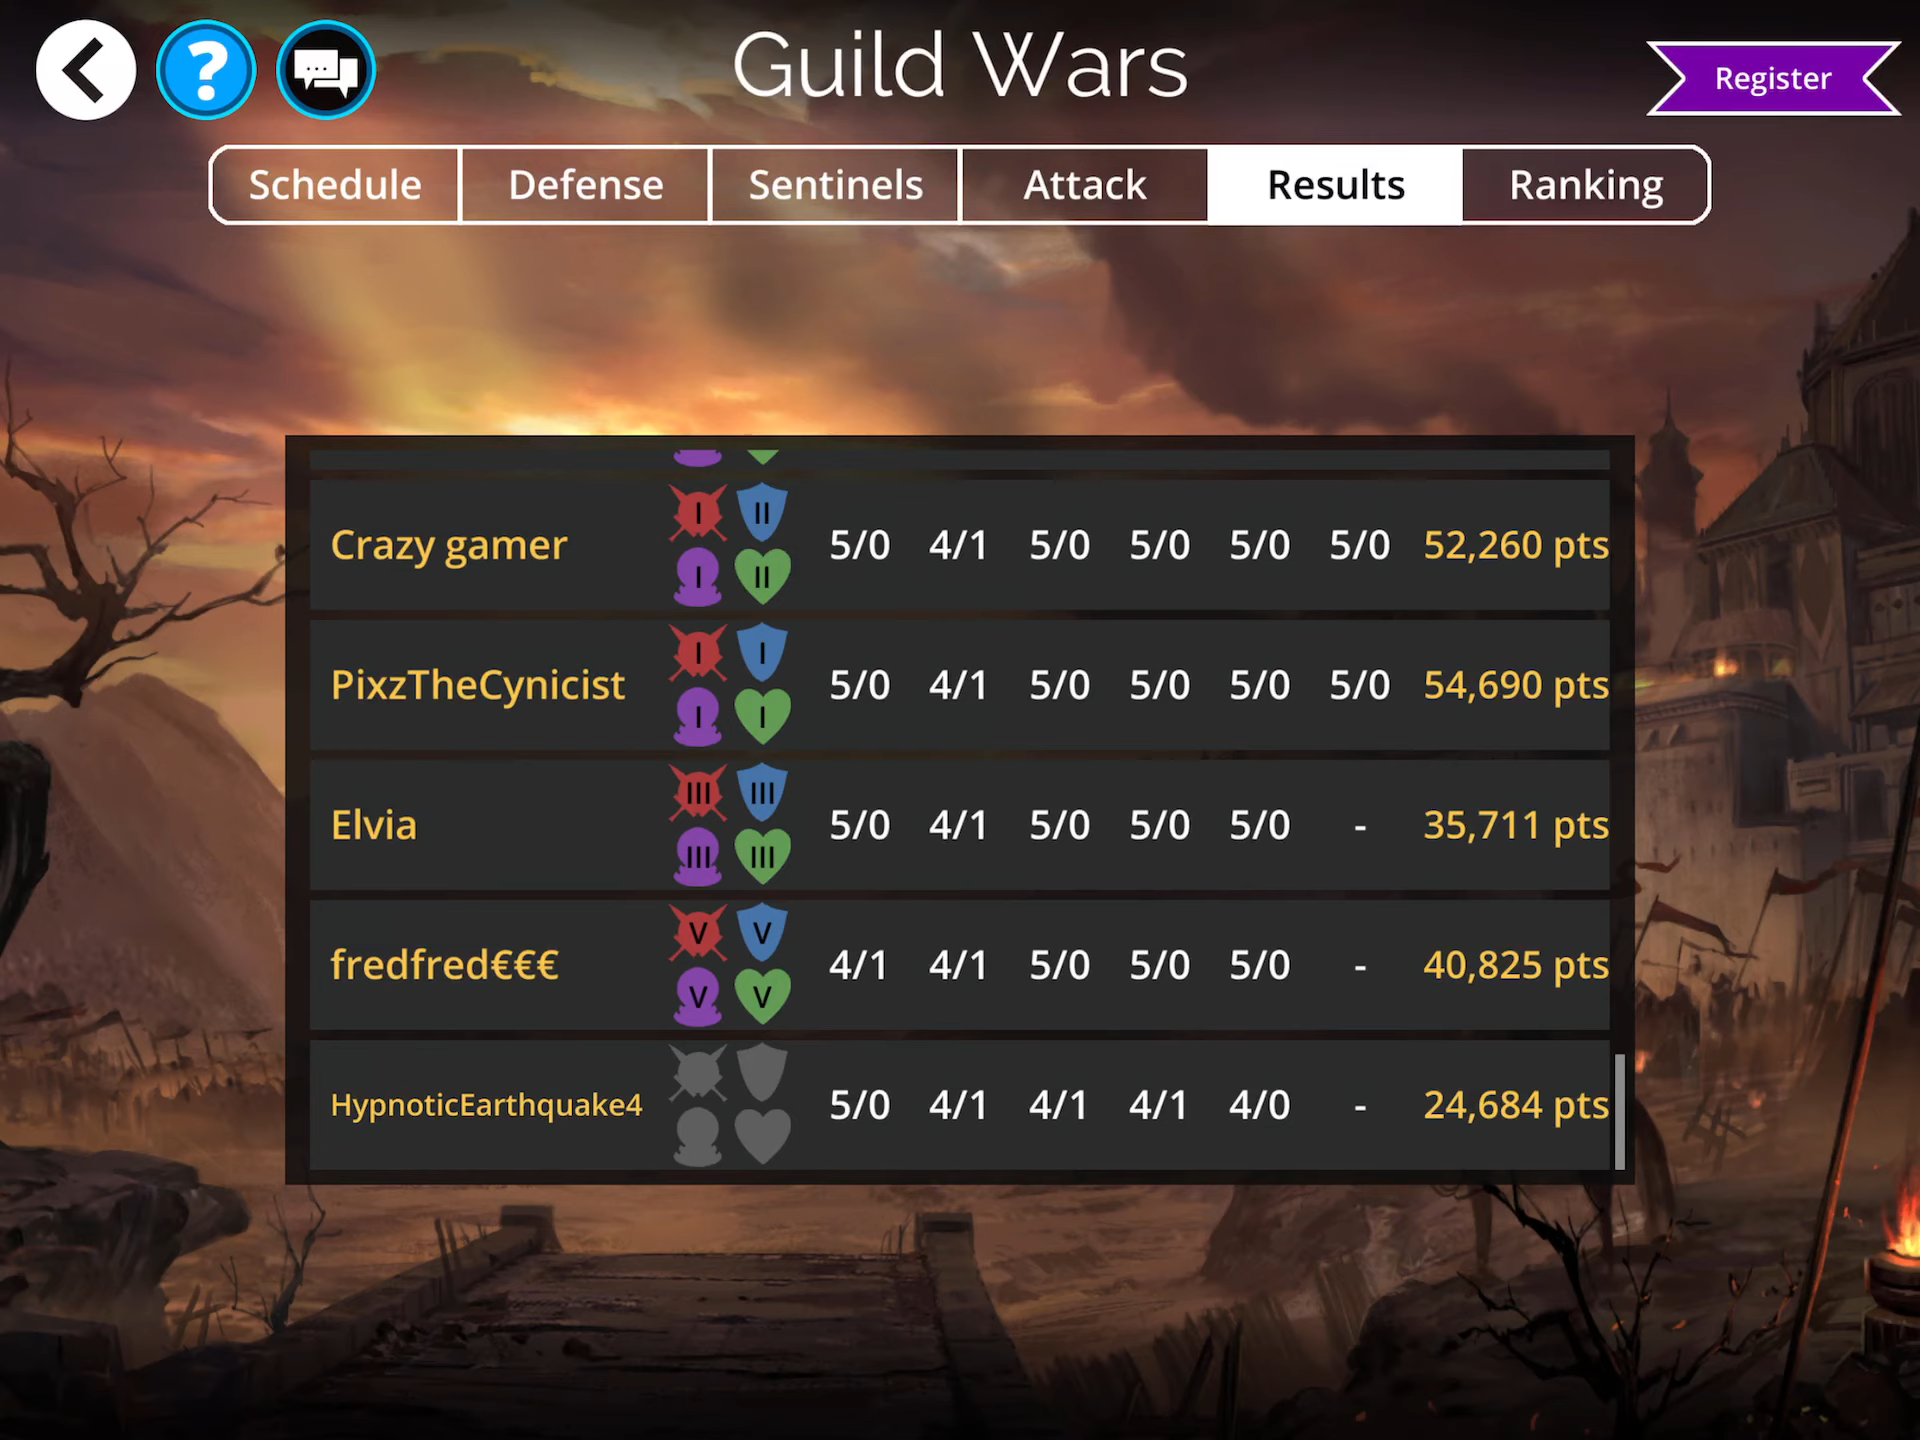 Guild Wars
? Register
Schedule Defense Sentinels Attack Results Ranking
I II
Crazy gamer 5/0 4/1 5/0 5/0 5/0 5/0 52,260 pts
I II
I I
PixzTheCynicist 5/0 4/1 5/0 5/0 5/0 5/0 54,690 pts
I I
III III
Elvia 5/0 4/1 5/0 5/0 5/0 - 35,711 pts
III III
V V
fredfred€€€ 4/1 4/1 5/0 5/0 5/0 - 40,825 pts
V V
HypnoticEarthquake4 5/0 4/1 4/1 4/1 4/0 - 24,684 pts